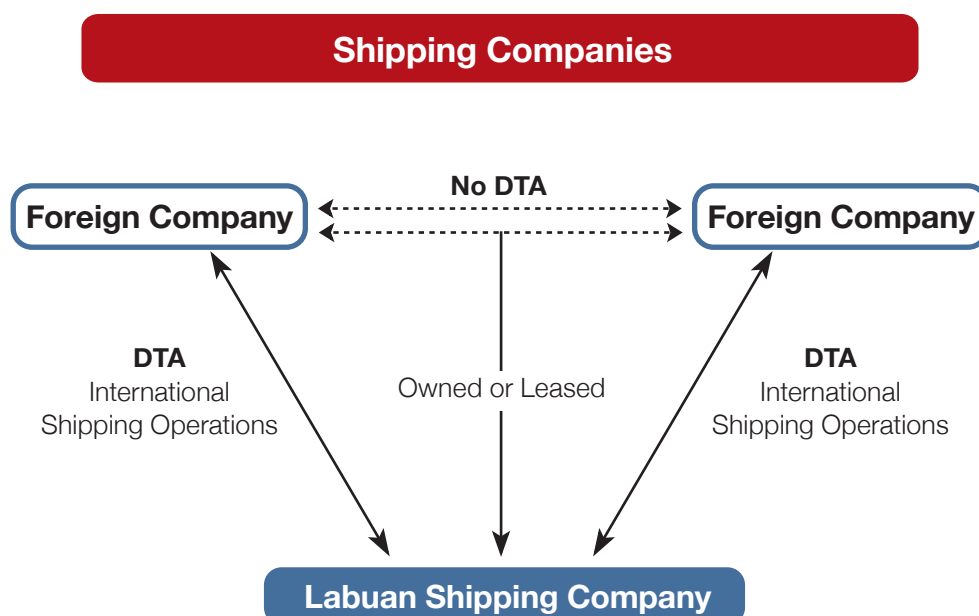 Shipping Companies
No DTA
Foreign Company
Foreign Company
DTA
International
Shipping Operations
Owned or Leased
DTA
International
Shipping Operations
Labuan Shipping Company